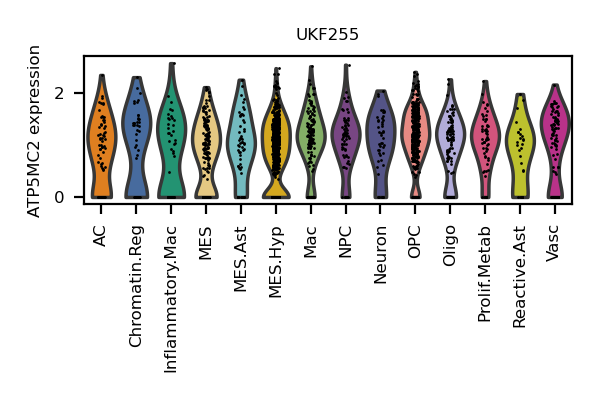 UKF255
ATP5MC2 expression
2
0
AC
Chromatin.Reg
Inflammatory.Mac
MES
MES.Ast
MES.Hyp
Mac
NPC
Neuron
OPC
Oligo
Prolif.Metab
Reactive.Ast
Vasc